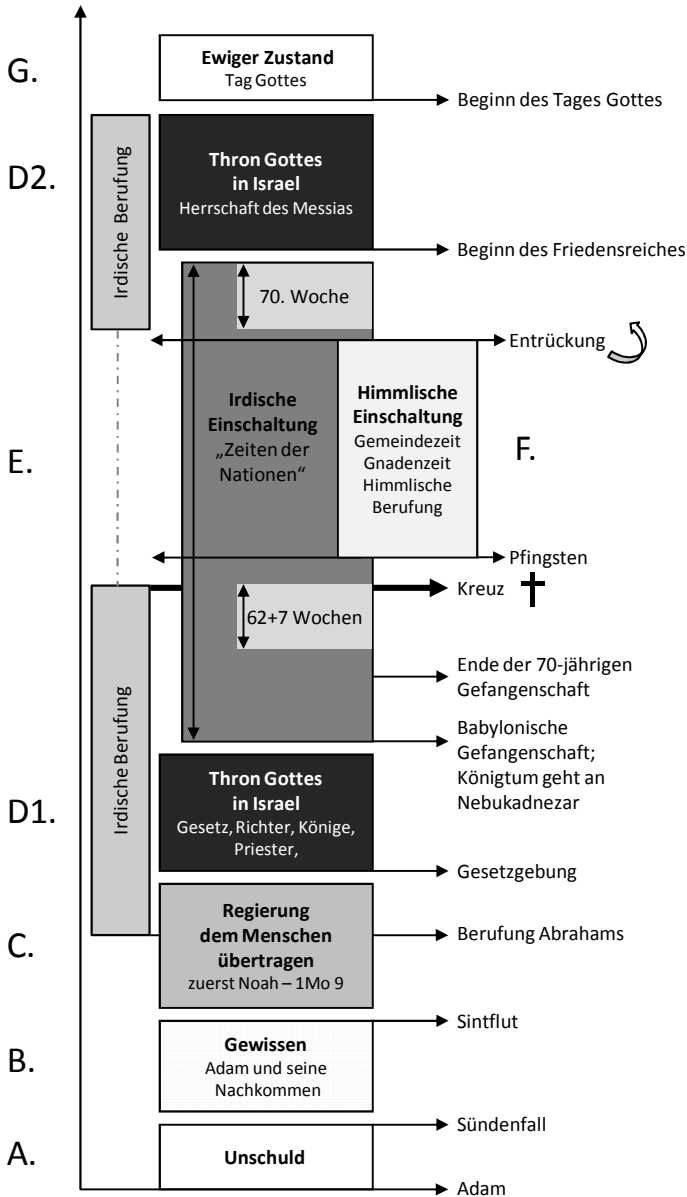 G.
Ewiger Zustand
Tag Gottes
Beginn des Tages Gottes
D2.
Irdische Berufung
Thron Gottes
in Israel
Herrschaft des Messias
Beginn des Friedensreiches
70. Woche
Entrückung
E.
Irdische
Einschaltung
„Zeiten der
Nationen“
Himmlische
Einschaltung
Gemeindezeit
Gnadenzeit
Himmlische
Berufung
F.
Pfingsten
Kreuz
62+7 Wochen
Irdische Berufung
Ende der 70-jährigen
Gefangenschaft
Babylonische
Gefangenschaft;
Königtum geht an
Nebukadnezar
D1.
Thron Gottes
in Israel
Gesetz, Richter, Könige,
Priester,
Gesetzgebung
C.
Regierung
dem Menschen
übertragen
zuerst Noah – 1Mo 9
Berufung Abrahams
Sintflut
B.
Gewissen
Adam und seine
Nachkommen
Sündenfall
A.
Unschuld
Adam